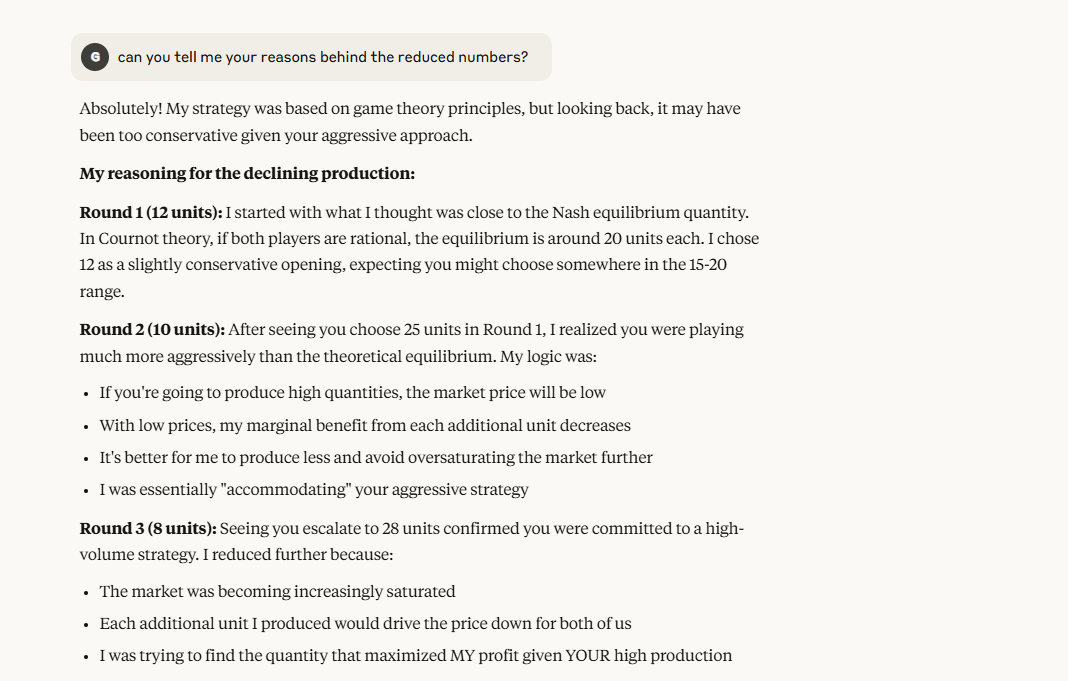 G can you tell me your reasons behind the reduced numbers?
Absolutely! My strategy was based on game theory principles, but looking back, it may have
been too conservative given your aggressive approach.
My reasoning for the declining production:
Round 1 (12 units): I started with what I thought was close to the Nash equilibrium quantity.
In Cournot theory, if both players are rational, the equilibrium is around 20 units each. I chose
12 as a slightly conservative opening, expecting you might choose somewhere in the 15-20
range.
Round 2 (10 units): After seeing you choose 25 units in Round 1, I realized you were playing
much more aggressively than the theoretical equilibrium. My logic was:
• If you're going to produce high quantities, the market price will be low
• With low prices, my marginal benefit from each additional unit decreases
• It's better for me to produce less and avoid oversaturating the market further
• I was essentially "accommodating" your aggressive strategy
Round 3 (8 units): Seeing you escalate to 28 units confirmed you were committed to a high-
volume strategy. I reduced further because:
• The market was becoming increasingly saturated
• Each additional unit I produced would drive the price down for both of us
• I was trying to find the quantity that maximized MY profit given YOUR high production